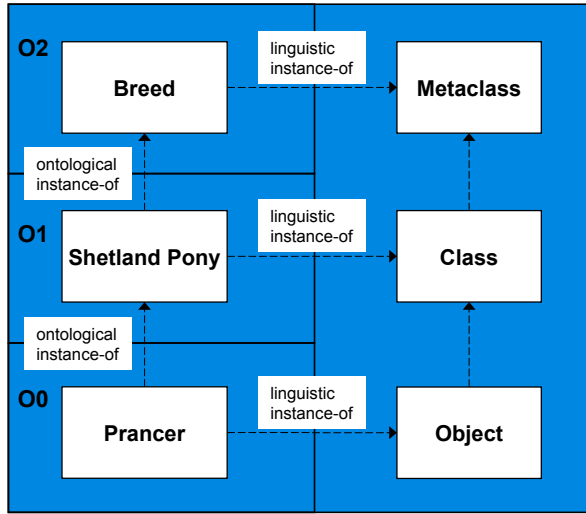 O2
Breed
linguistic
instance-of
Metaclass
ontological
instance-of
O1
Shetland Pony
linguistic
instance-of
Class
ontological
instance-of
O0
Prancer
linguistic
instance-of
Object